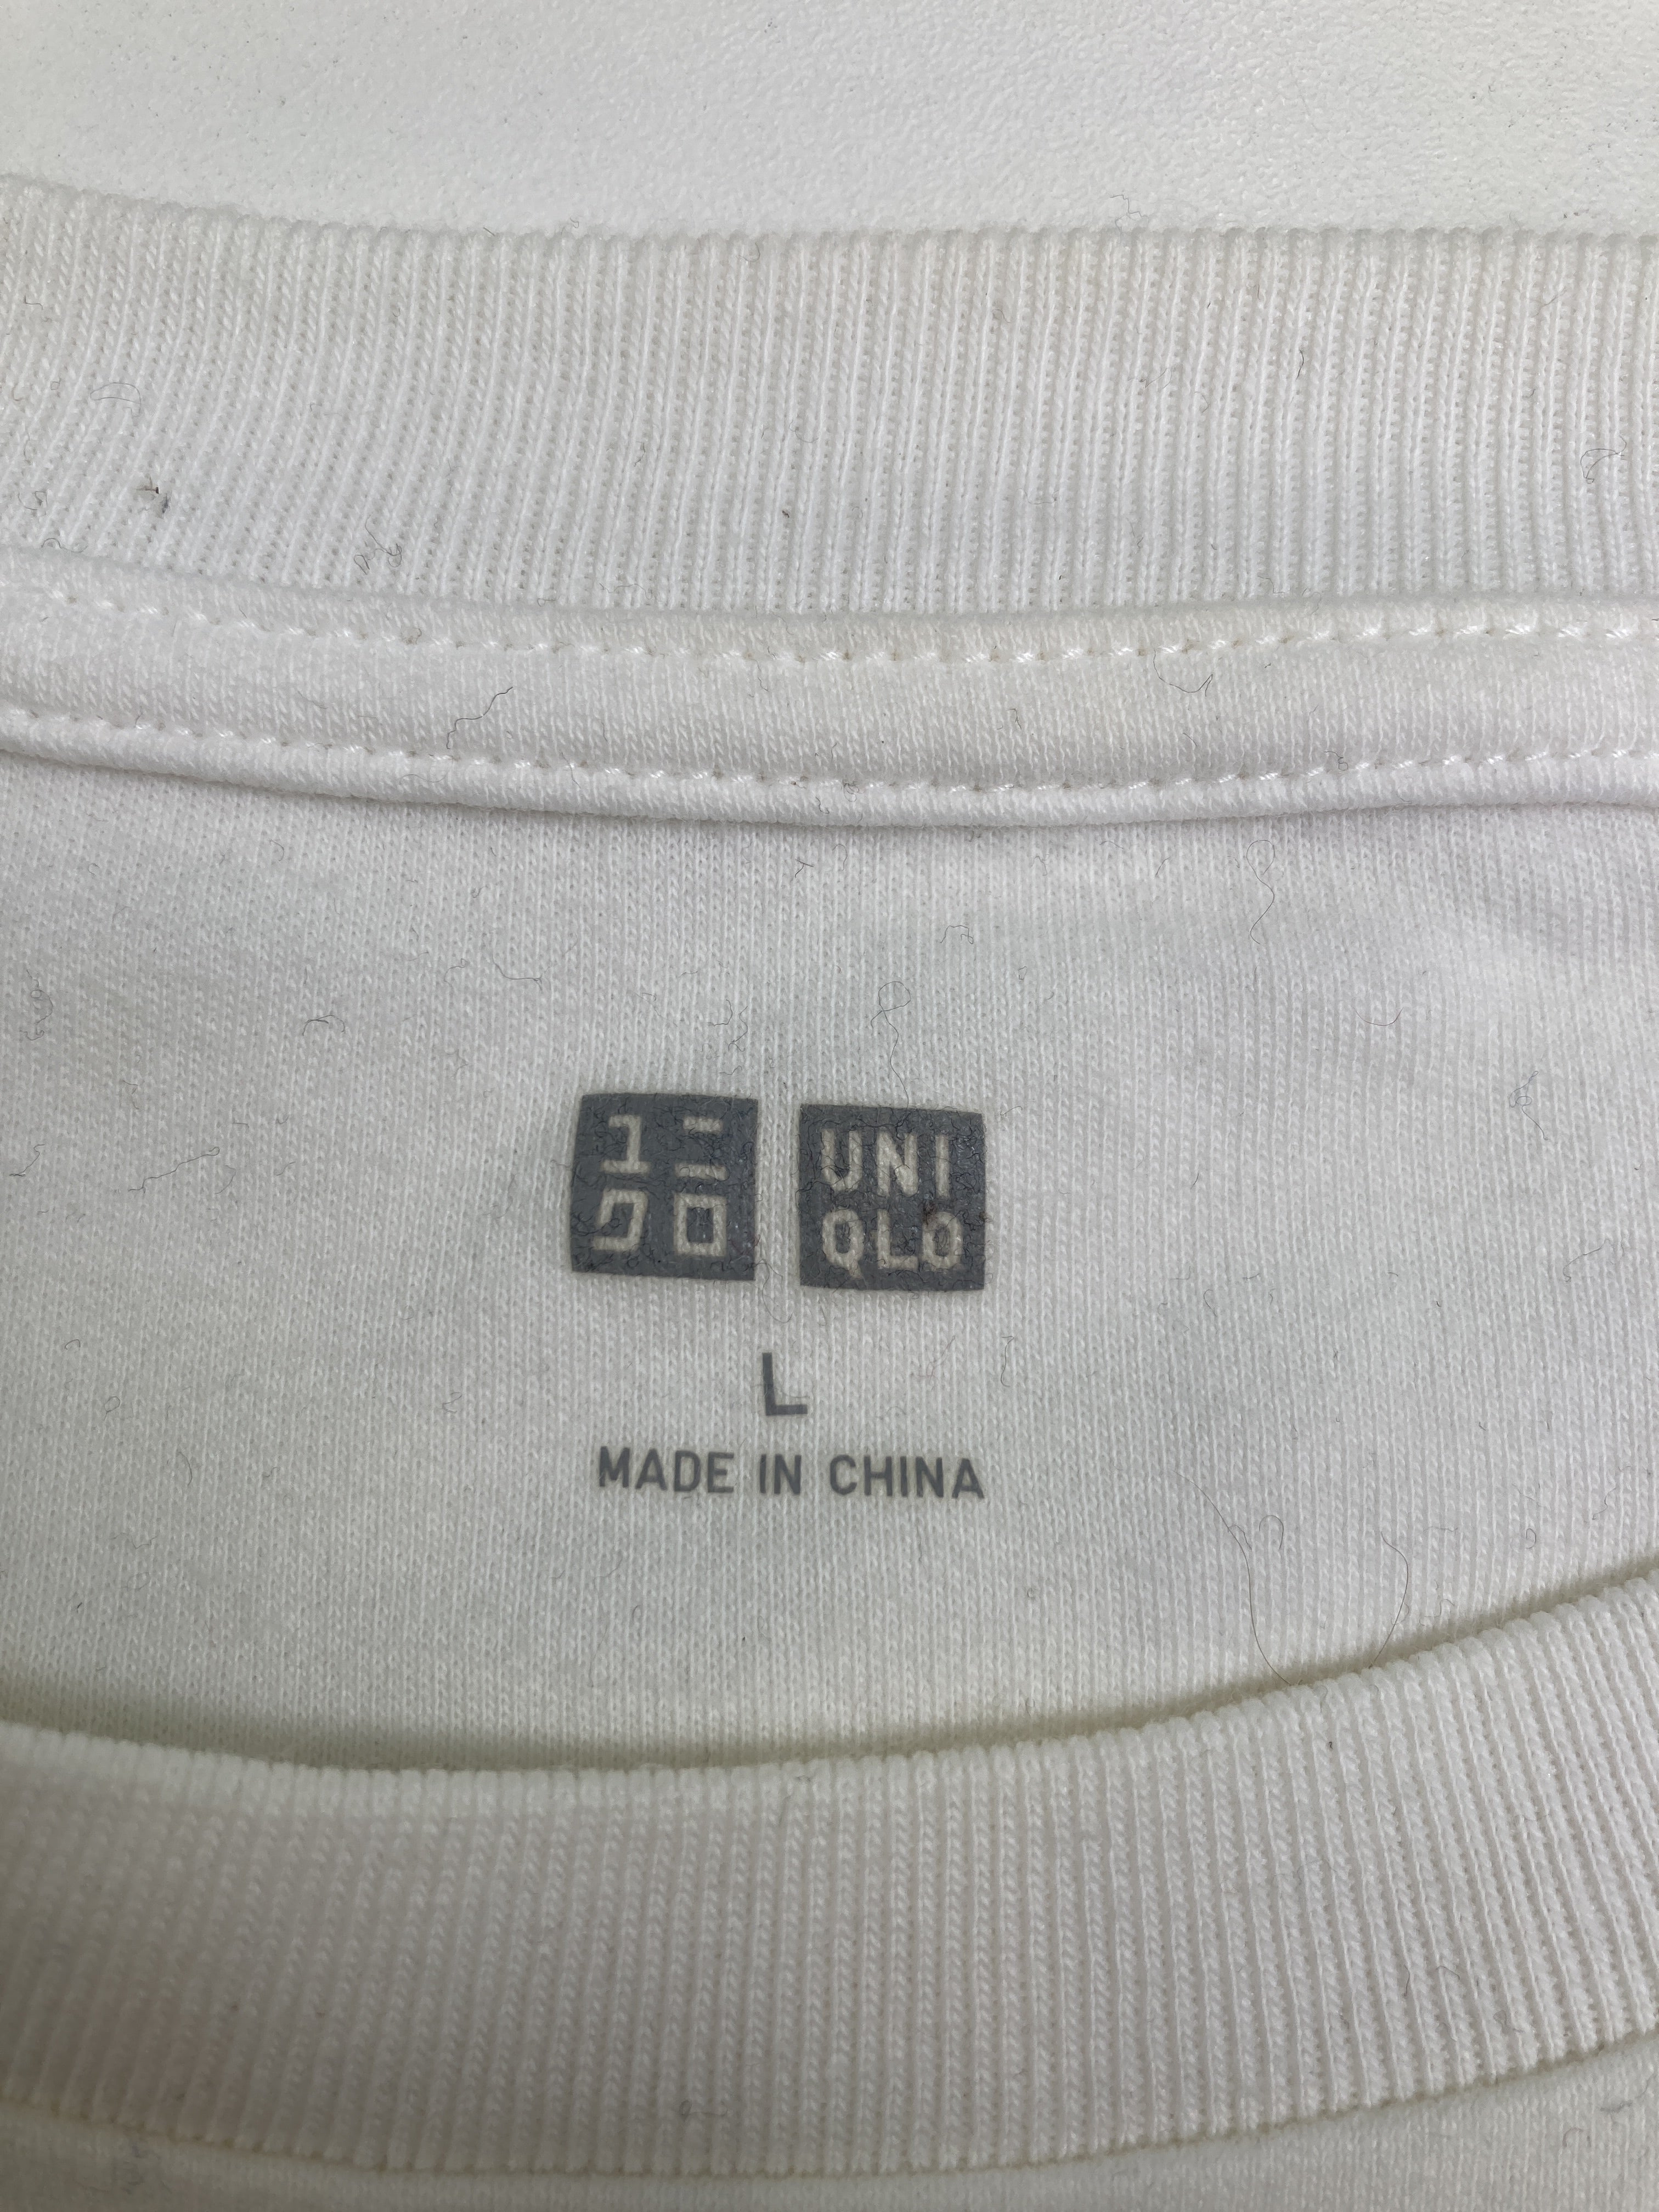 ユニ
クロ
UNI
QLO
L
MADE IN CHINA